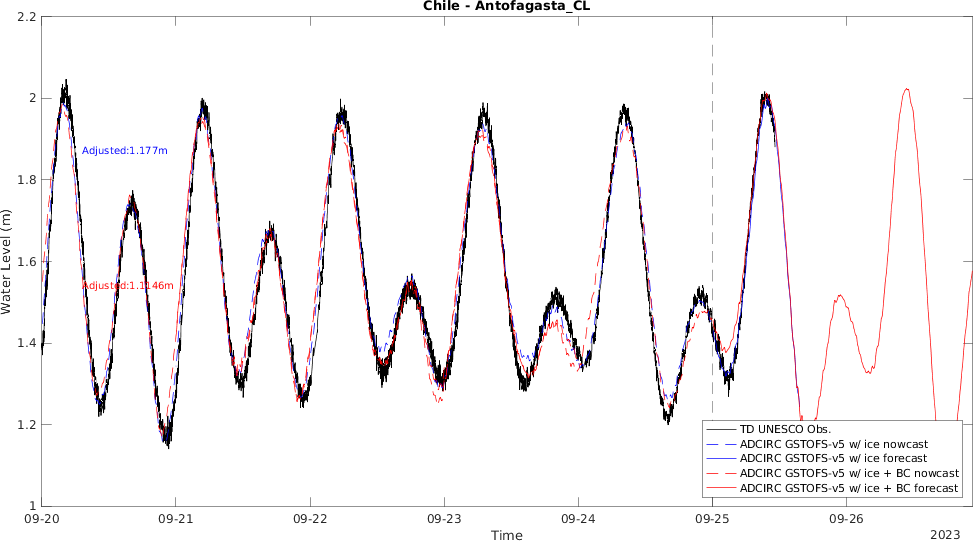 Chile - Antofagasta_CL
2.2
2
1.8
1.6
1.4
1.2
1
Water Level (m)
Adjusted:1.177m
Adjusted:1.1146m
TD UNESCO Obs.
ADCIRC GSTOFS-v5 w/ ice nowcast
ADCIRC GSTOFS-v5 w/ ice forecast
ADCIRC GSTOFS-v5 w/ ice + BC nowcast
ADCIRC GSTOFS-v5 w/ ice + BC forecast
09-20 09-21 09-22 09-23 09-24 09-25 09-26
Time
2023